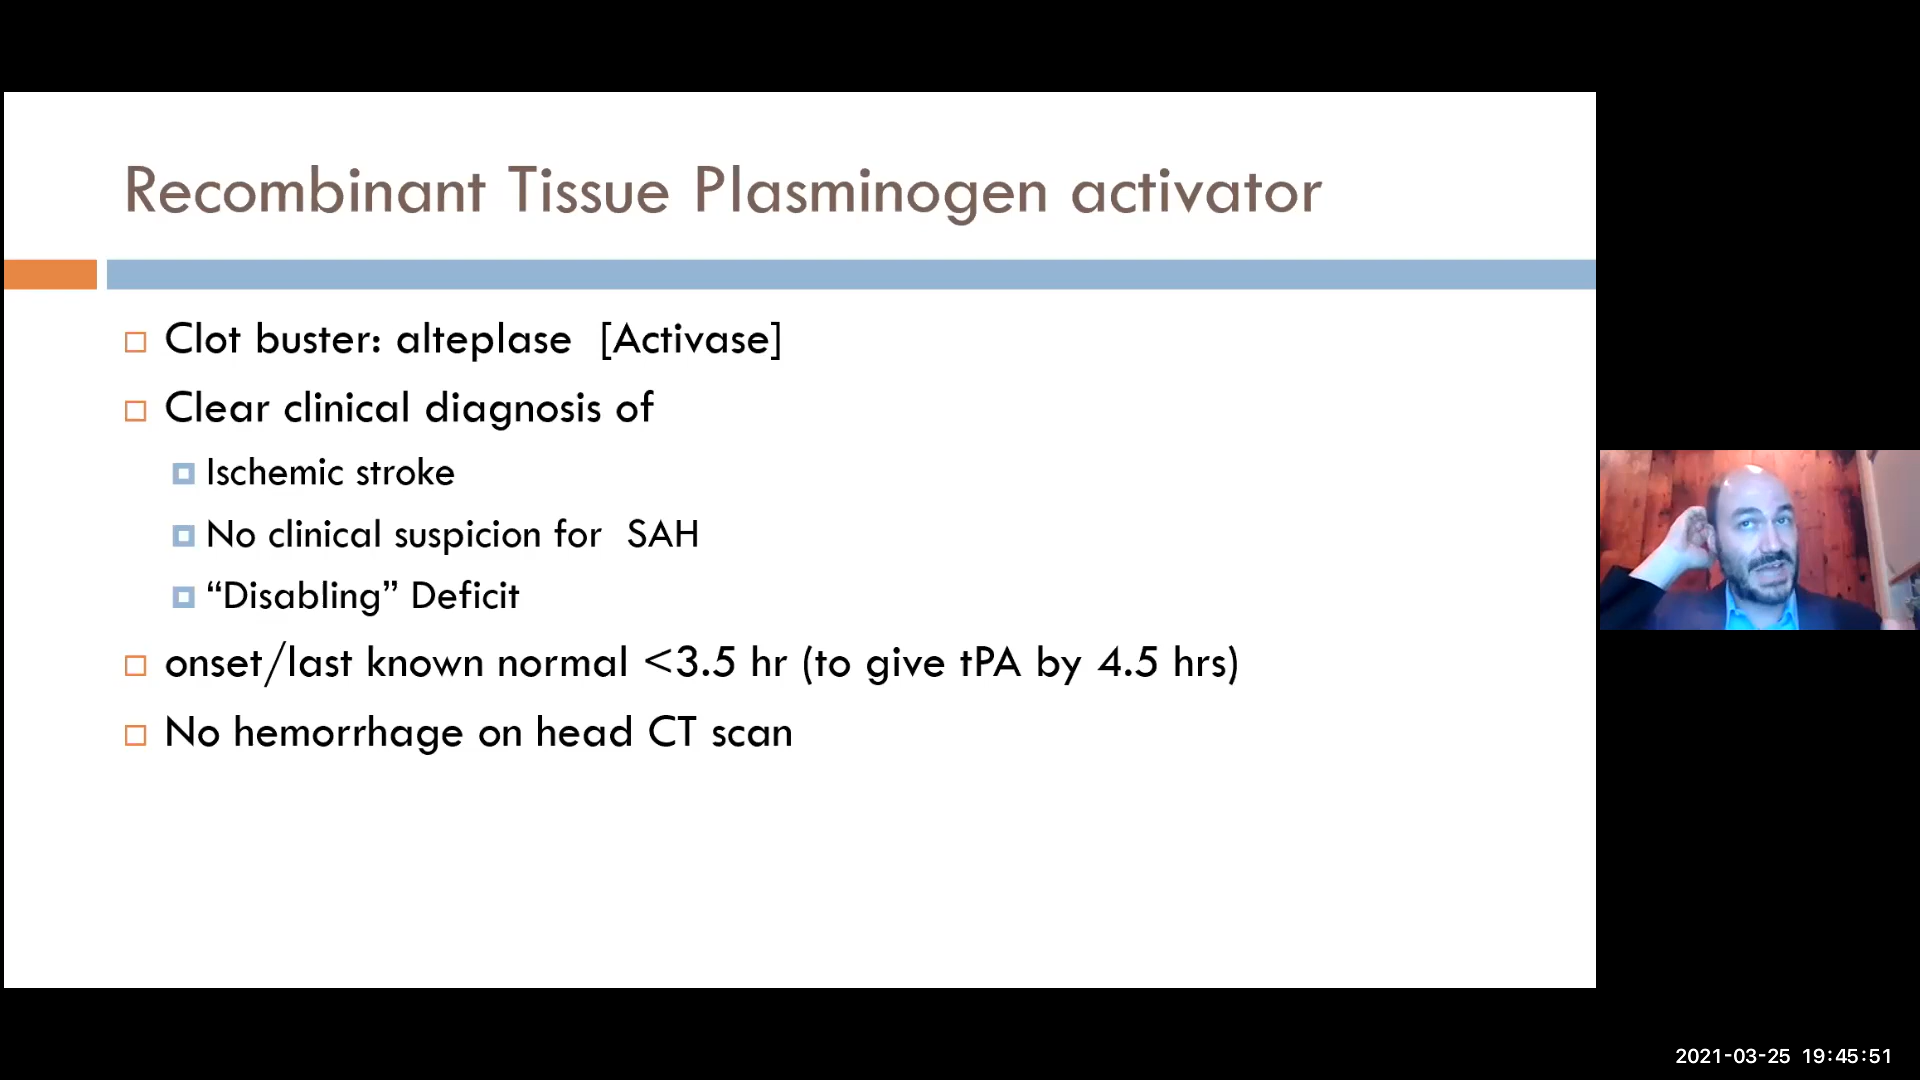 Recombinant Tissue Plasminogen activator
Clot buster: alteplase [Activase]
Clear clinical diagnosis of
Ischemic stroke
No clinical suspicion for SAH
“Disabling” Deficit
onset/last known normal <3.5 hr (to give tPA by 4.5 hrs)
No hemorrhage on head CT scan
2021-03-25 19:45:51